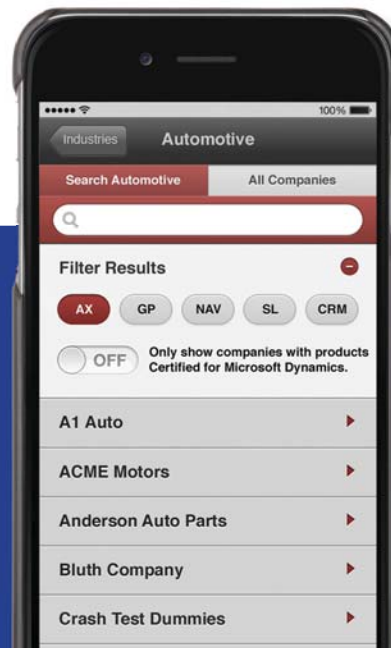 100%
Industries
Automotive
Search Automotive
All Companies
Filter Results
AX
GP
NAV
SL
CRM
OFF
Only show companies with products
Certified for Microsoft Dynamics.
A1 Auto
ACME Motors
Anderson Auto Parts
Bluth Company
Crash Test Dummies